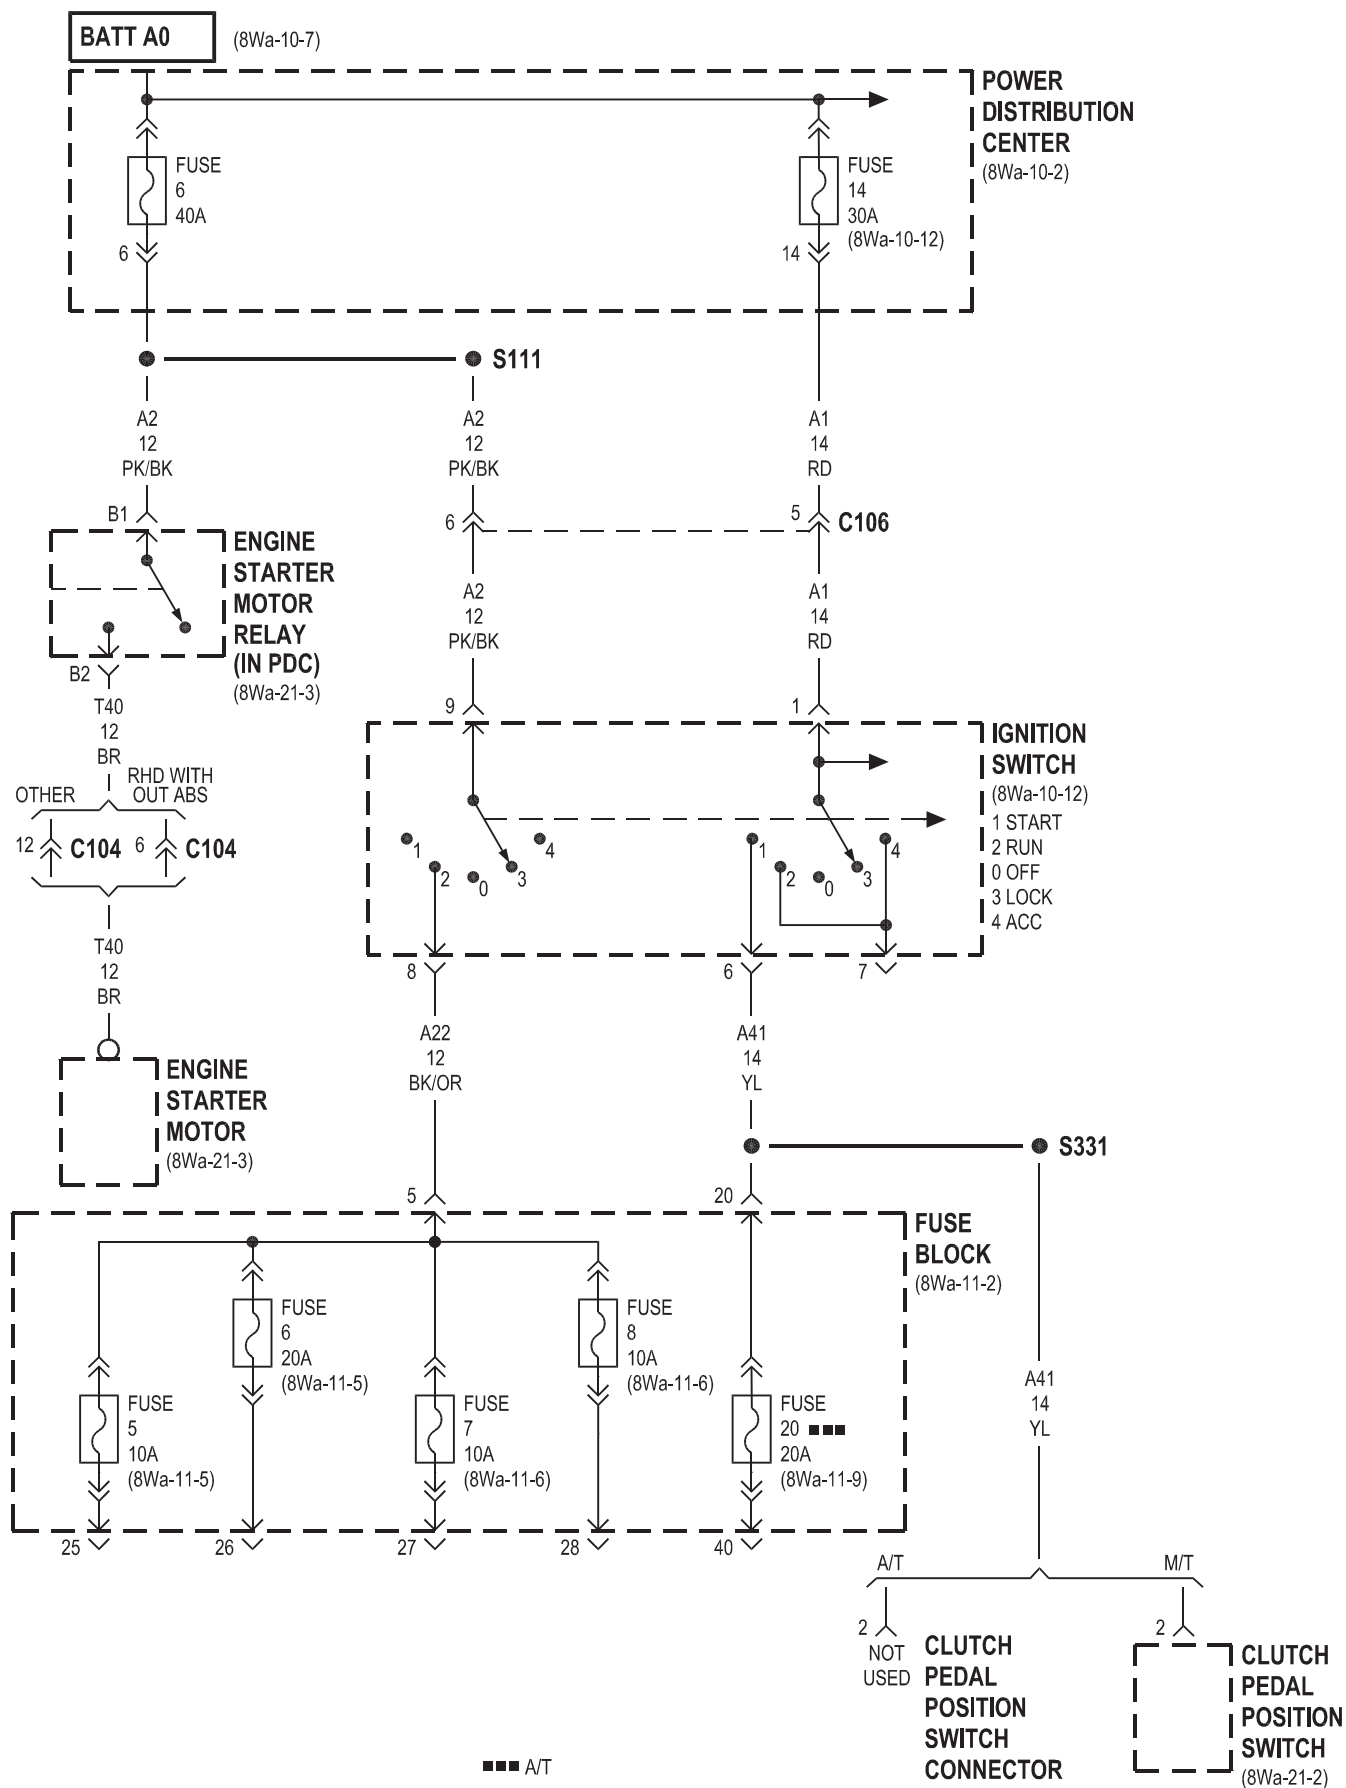 BATT A0 (8Wa-10-7)
POWER
DISTRIBUTION
CENTER
(8Wa-10-2)
FUSE
6
40A
6
FUSE
14
30A
(8Wa-10-12)
14
S111
A2
12
PK/BK
A2
12
PK/BK
A1
14
RD
B1
6
5
C106
ENGINE
STARTER
MOTOR
RELAY
(IN PDC)
(8Wa-21-3)
B2
A2
12
PK/BK
A1
14
RD
T40
12
BR
9
1
IGNITION
SWITCH
(8Wa-10-12)
1 START
2 RUN
0 OFF
3 LOCK
4 ACC
OTHER
RHD WITH
OUT ABS
12 C104
6 C104
1
2
0
3
4
1
2
0
3
4
8
6
7
T40
12
BR
A22
12
BK/OR
A41
14
YL
ENGINE
STARTER
MOTOR
(8Wa-21-3)
S331
5
20
FUSE
BLOCK
(8Wa-11-2)
FUSE
6
20A
(8Wa-11-5)
FUSE
8
10A
(8Wa-11-6)
FUSE
5
10A
(8Wa-11-5)
FUSE
7
10A
(8Wa-11-6)
FUSE
20
20A
(8Wa-11-9)
A41
14
YL
25
26
27
28
40
A/T
M/T
2
NOT
USED
CLUTCH
PEDAL
POSITION
SWITCH
CONNECTOR
2
CLUTCH
PEDAL
POSITION
SWITCH
(8Wa-21-2)
A/T